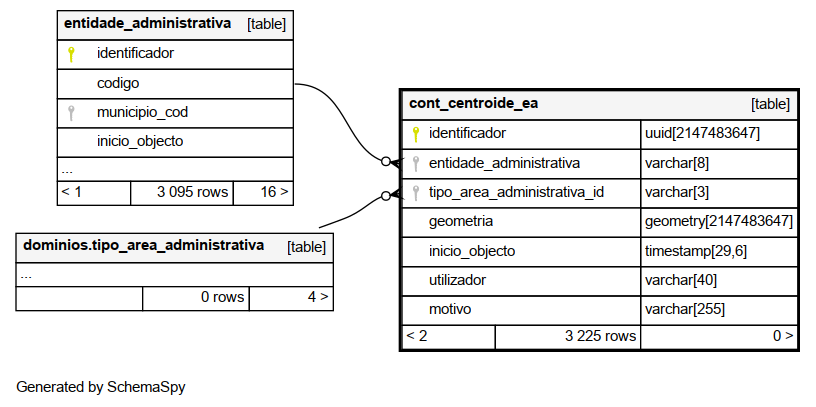 entidade_administrativa [table]
identificador
codigo
municipio_cod
inicio_objecto
...
< 1 3 095 rows 16 >
dominios.tipo_area_administrativa [table]
...
0 rows 4 >
cont_centroide_ea [table]
identificador uuid[2147483647]
entidade_administrativa varchar[8]
tipo_area_administrativa_id varchar[3]
geometria geometry[2147483647]
inicio_objecto timestamp[29,6]
utilizador varchar[40]
motivo varchar[255]
< 2 3 225 rows 0 >
Generated by SchemaSpy